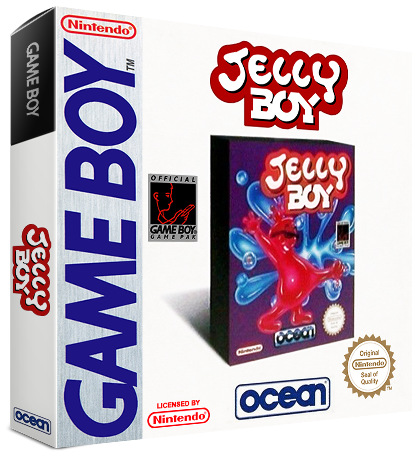 GAME BOY
JELLY
BOY
ocean
Nintendo®
GAME BOY™
OFFICIAL
GAME BOY
GAME PAK
LICENSED BY
Nintendo®
JELLY
BOY
JELLY
BOY
Nintendo
ocean
ocean
Original
Nintendo
Seal of
Quality
TM